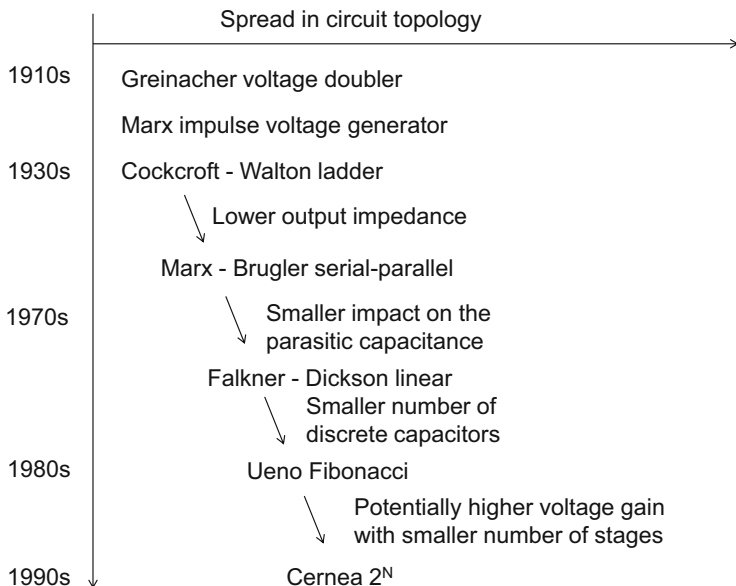 Spread in circuit topology
1910s
Greinacher voltage doubler
Marx impulse voltage generator
1930s
Cockcroft - Walton ladder
Lower output impedance
Marx - Brugler serial-parallel
1970s
Smaller impact on the
parasitic capacitance
Falkner - Dickson linear
Smaller number of
discrete capacitors
1980s
Ueno Fibonacci
Potentially higher voltage gain
with smaller number of stages
1990s
Cernea 2ᴺ